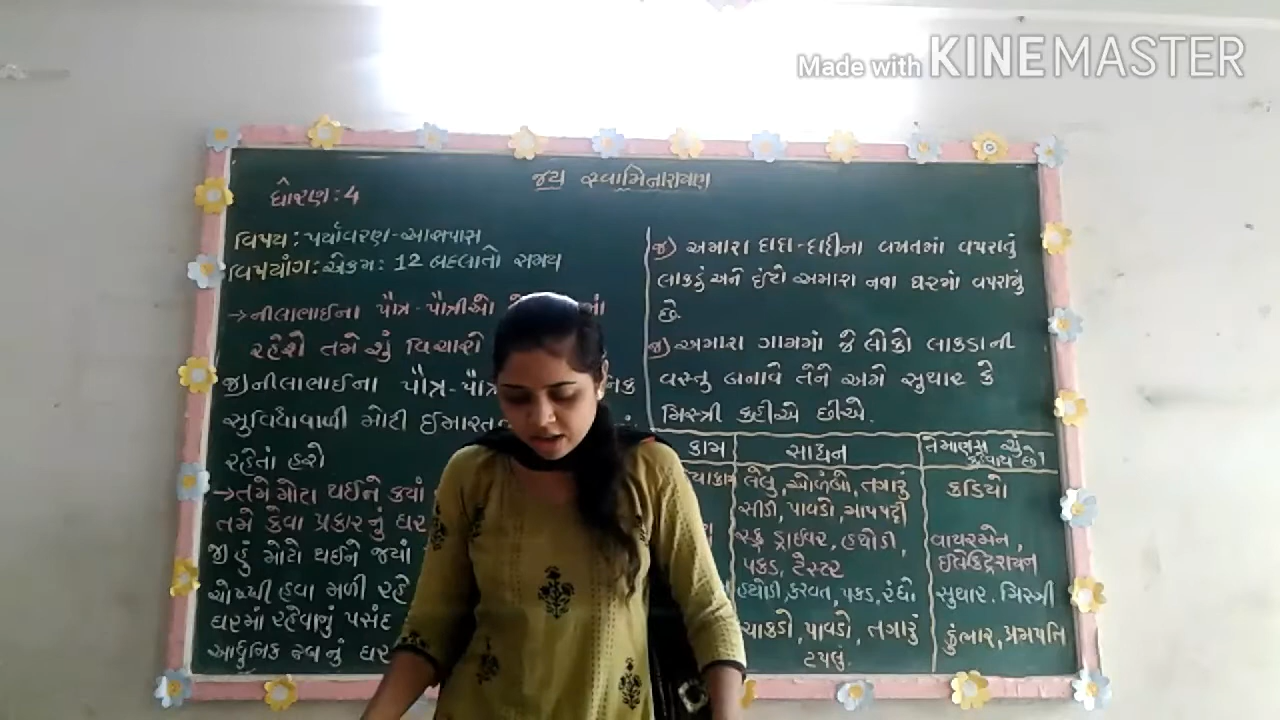 Made with KINEMASTER
જય સ્વામિનારાયણ
ધોરણ: 4
વિષય: પર્યાવરણ-આસપાસ
વિષયાંગ: એકમ: 12 બદલાતો સમય
→નીલાભાઈના પૌત્ર-પૌત્રીઓ
રહેશે તમે શું વિચારો
જ) નીલાભાઈના પૌત્ર-પૌત્ર
સુવિધાવાળી મોટી ઈમારત
રહેતાં હશે
→તમે મોટા થઈને કયાં
તમે કેવા પ્રકારનું ઘર
જ) હું મોટો થઈને જયાં
ચોખ્ખી હવા મળી રહે
ઘરમાં રહેવાનું પસંદ
આધુનિક ઢબનું ઘર
જ) અમારા દાદા-દાદીના વખતમાં વપરાતું
લાકડું અને ઈંટો અમારા નવા ઘરમાં વપરાયું
છે.
જ) અમારા ગામમાં જે લોકો લાકડાની
વસ્તુ બનાવે તેને અમે સુથાર કે
મિસ્ત્રી કહીએ છીએ.
કામ સાધન તે માણસ શું કહેવાય છે?
લેલું, ઓળંબો, તગારું કડિયો
સીડી, પાવડો, માપપટ્ટી
સ્ક્રુ ડ્રાઈવર, હથોડી, વાયરમેન,
પકડ, ટેસ્ટર ઈલેક્ટ્રિશયન
હથોડી, કરવત, પકડ, રંધો સુથાર. મિસ્ત્રી
ચાકડો, પાવડો, તગારું કુંભાર, પ્રજાપતિ
ટપલું.